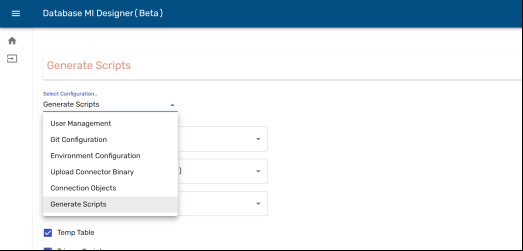 Database MI Designer(Beta)
Generate Scripts
Select Configuration..
Generate Scripts
User Management
Git Configuration
Environment Configuration
Upload Connector Binary
)
Connection Objects
Generate Scripts
Temp Table